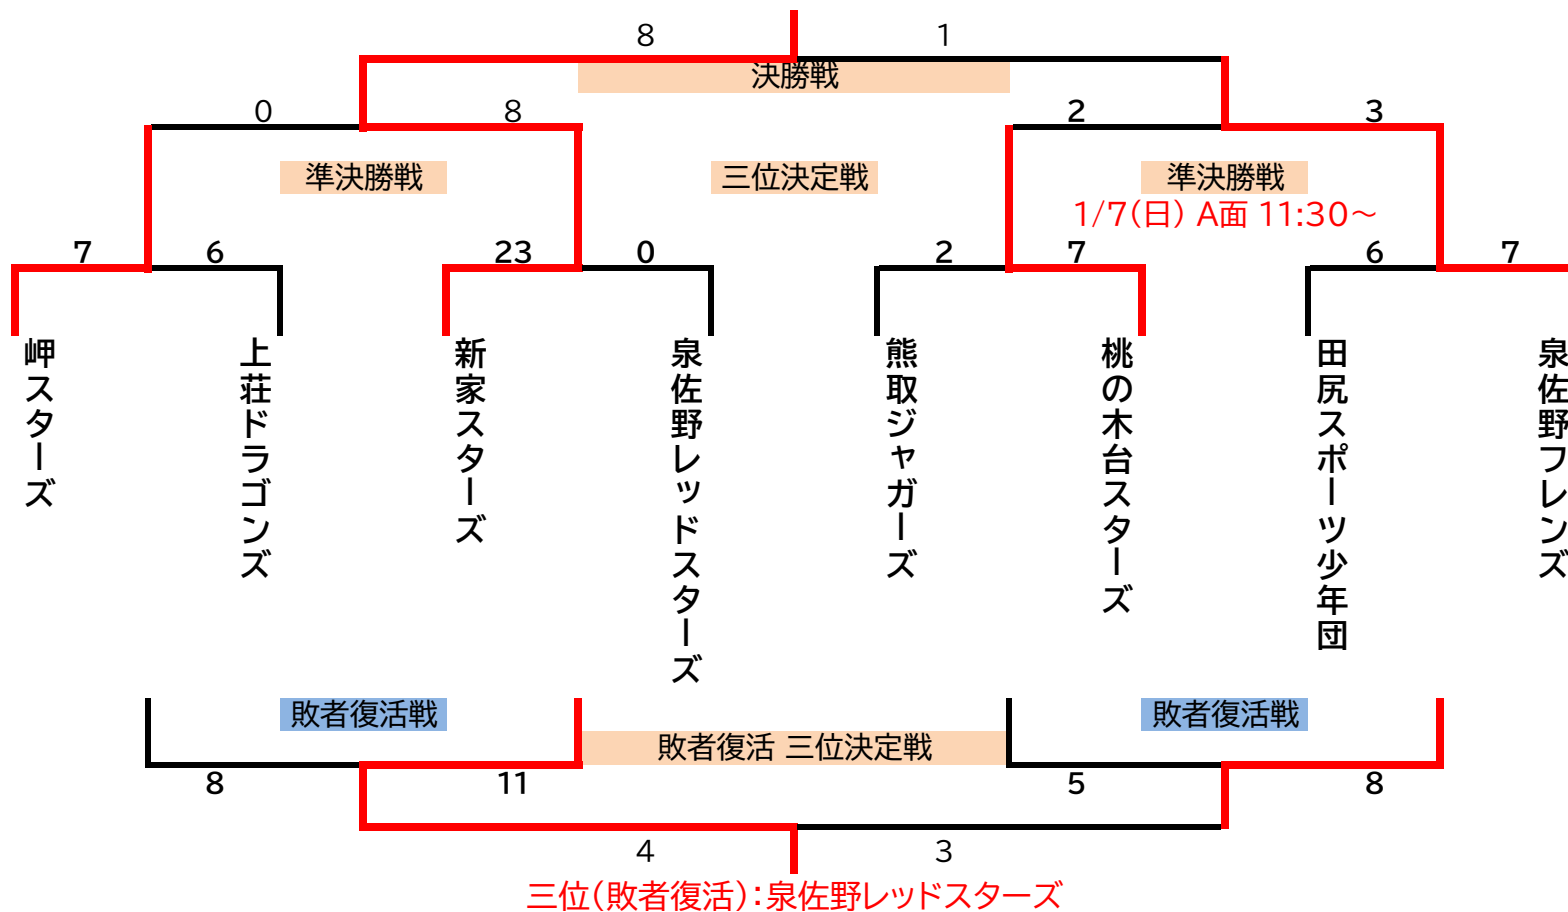 8 1
決勝戦
0 8 2 3
準決勝戦 三位決定戦 準決勝戦
1/7(日) A面 11:30～
7 6 23 0 2 7 6 7
岬スターズ
上荘ドラゴンズ
新家スターズ
泉佐野レッドスターズ
熊取ジャガーズ
桃の木台スターズ
田尻スポーツ少年団
泉佐野フレンズ
敗者復活戦 敗者復活戦
敗者復活 三位決定戦
8 11 5 8
4 3
三位(敗者復活):泉佐野レッドスターズ